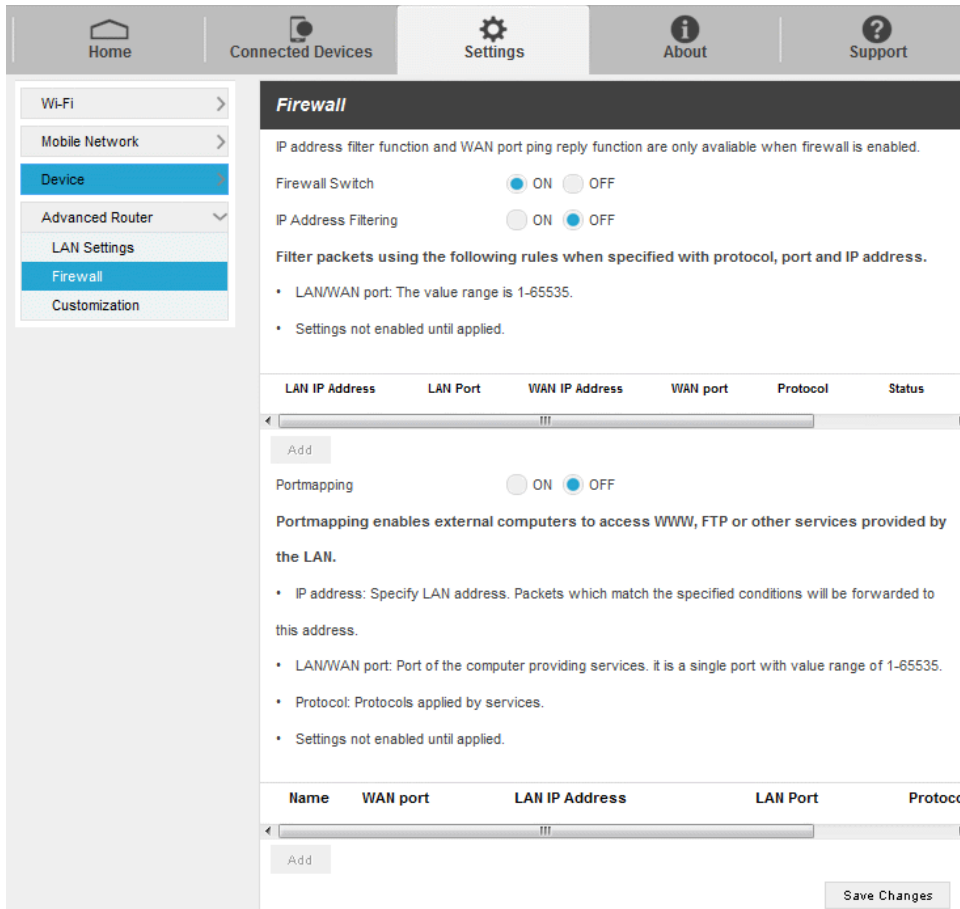 Home
Connected Devices
Settings
About
Support
Wi-Fi
Mobile Network
Device
Advanced Router
LAN Settings
Firewall
Customization
Firewall
IP address filter function and WAN port ping reply function are only avaliable when firewall is enabled.
Firewall Switch ON OFF
IP Address Filtering ON OFF
Filter packets using the following rules when specified with protocol, port and IP address.
• LAN/WAN port: The value range is 1-65535.
• Settings not enabled until applied.
LAN IP Address LAN Port WAN IP Address WAN port Protocol Status
Add
Portmapping ON OFF
Portmapping enables external computers to access WWW, FTP or other services provided by
the LAN.
• IP address: Specify LAN address. Packets which match the specified conditions will be forwarded to
this address.
• LAN/WAN port: Port of the computer providing services. it is a single port with value range of 1-65535.
• Protocol: Protocols applied by services.
• Settings not enabled until applied.
Name WAN port LAN IP Address LAN Port Protoco
Add
Save Changes